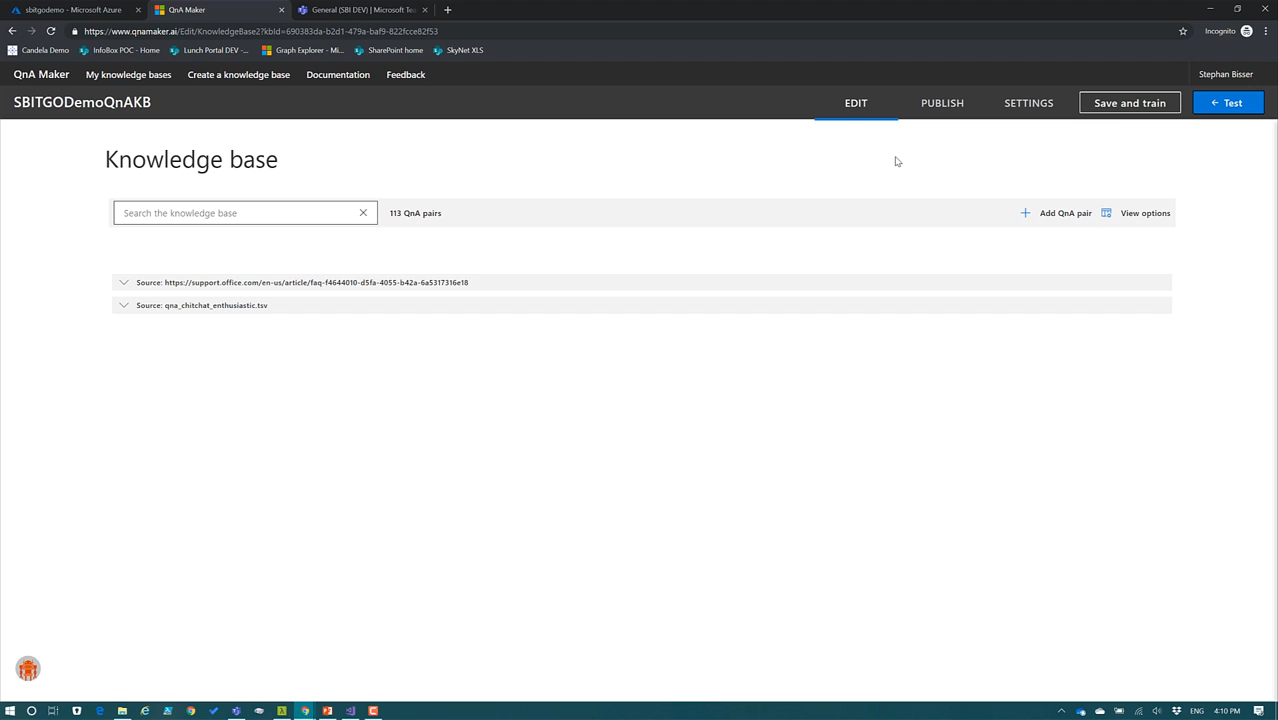 sbitgodemo - Microsoft Azure
QnA Maker
General (SBI DEV) | Microsoft Te
https://www.qnamaker.ai/Edit/KnowledgeBase2?kbId=690383da-b2d1-479a-baf9-822fcce82f53
Incognito
Candela Demo
InfoBox POC - Home
Lunch Portal DEV -...
Graph Explorer - Mi...
SharePoint home
SkyNet XLS
QnA Maker
My knowledge bases
Create a knowledge base
Documentation
Feedback
Stephan Bisser
SBITGODemoQnAKB
EDIT
PUBLISH
SETTINGS
Save and train
← Test
Knowledge base
Search the knowledge base
113 QnA pairs
Add QnA pair
View options
Source: https://support.office.com/en-us/article/faq-f4644010-d5fa-4055-b42a-6a5317316e18
Source: qna_chitchat_enthusiastic.tsv
ENG
4:10 PM